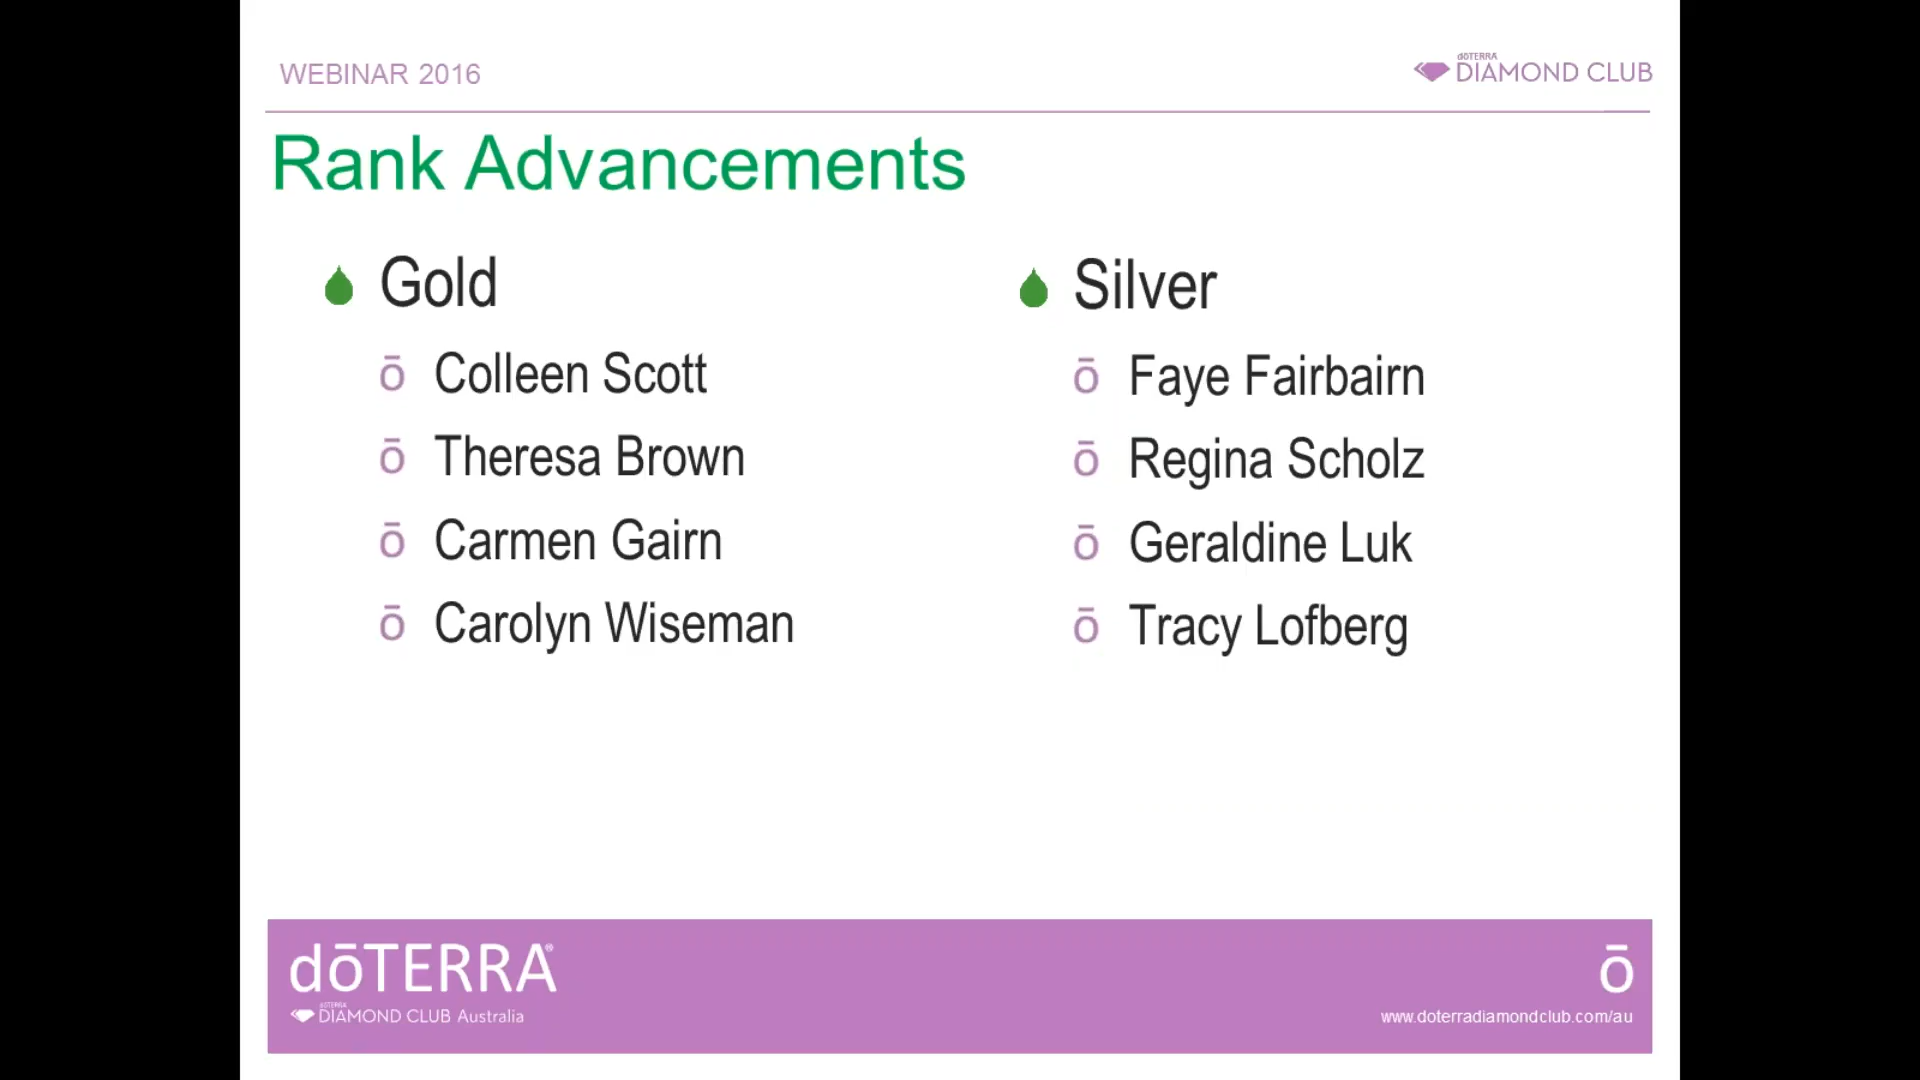 WEBINAR 2016
dōTERRA
DIAMOND CLUB
Rank Advancements
Gold
ō Colleen Scott
ō Theresa Brown
ō Carmen Gairn
ō Carolyn Wiseman
Silver
ō Faye Fairbairn
ō Regina Scholz
ō Geraldine Luk
ō Tracy Lofberg
dōTERRA®
dōTERRA
DIAMOND CLUB Australia
ō
www.doterradiamondclub.com/au